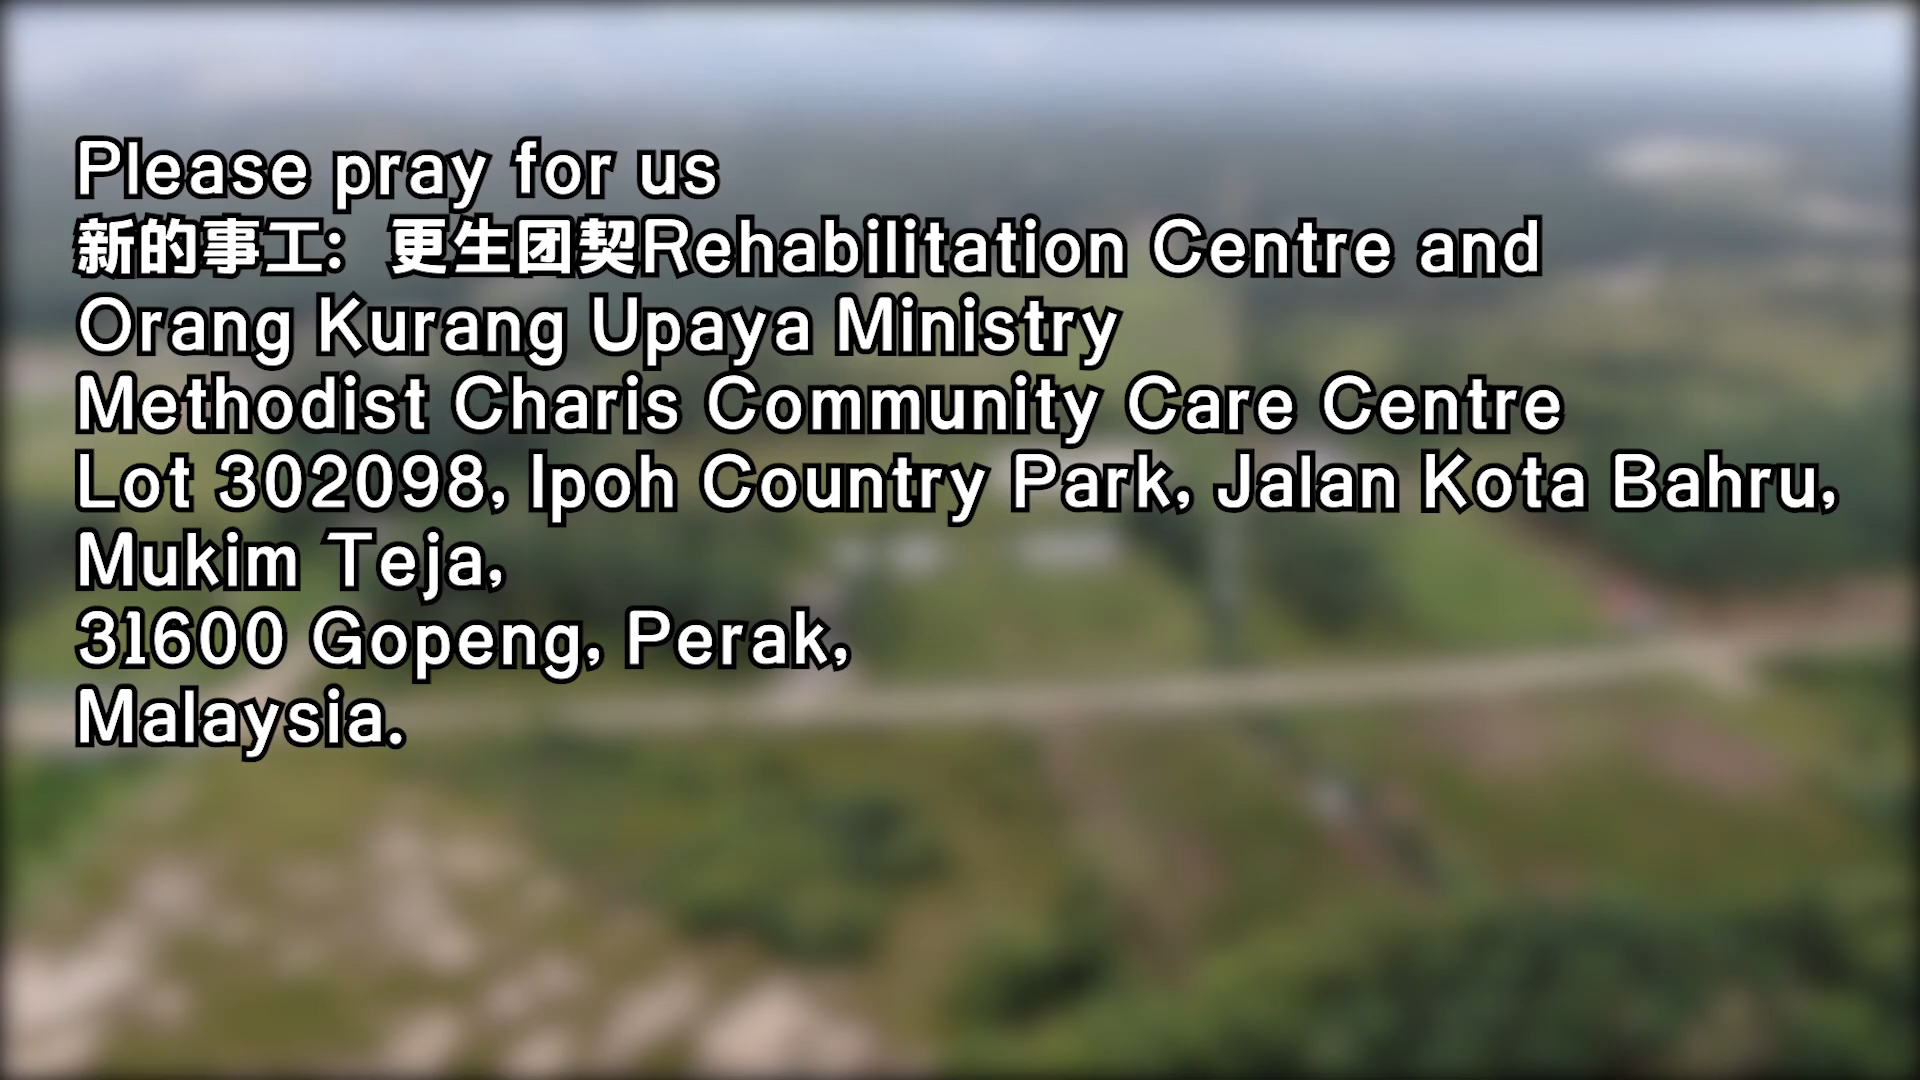 Please pray for us
新的事工：更生团契Rehabilitation Centre and
Orang Kurang Upaya Ministry
Methodist Charis Community Care Centre
Lot 302098, Ipoh Country Park, Jalan Kota Bahru,
Mukim Teja,
31600 Gopeng, Perak,
Malaysia.